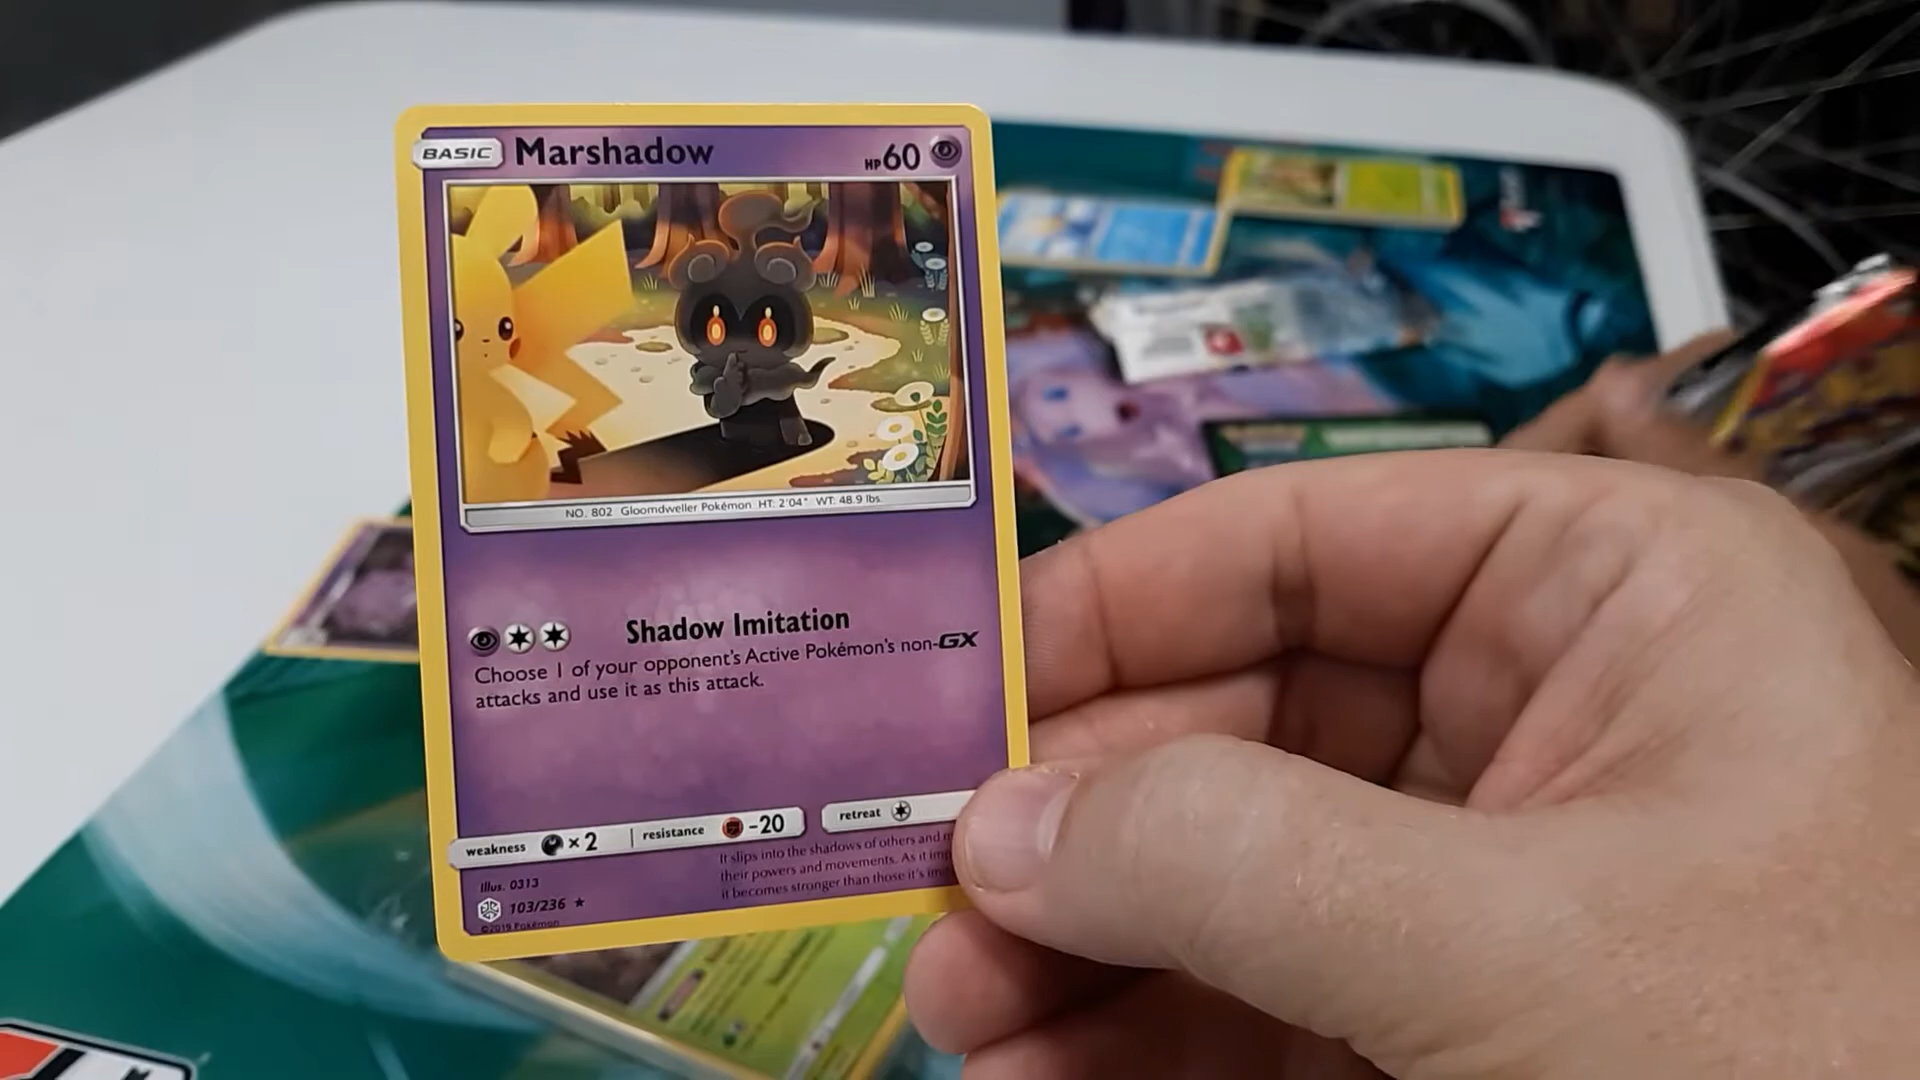 BASIC Marshadow HP60
NO. 802 Gloomdweller Pokémon HT: 2'04" WT: 48.9 lbs.
Shadow Imitation
Choose 1 of your opponent's Active Pokémon's non-GX
attacks and use it as this attack.
weakness ×2 resistance -20 retreat
It slips into the shadows of others and
their powers and movements. As it
it becomes stronger than those it's
Illus. 0313
103/236
©2019 Pokémon